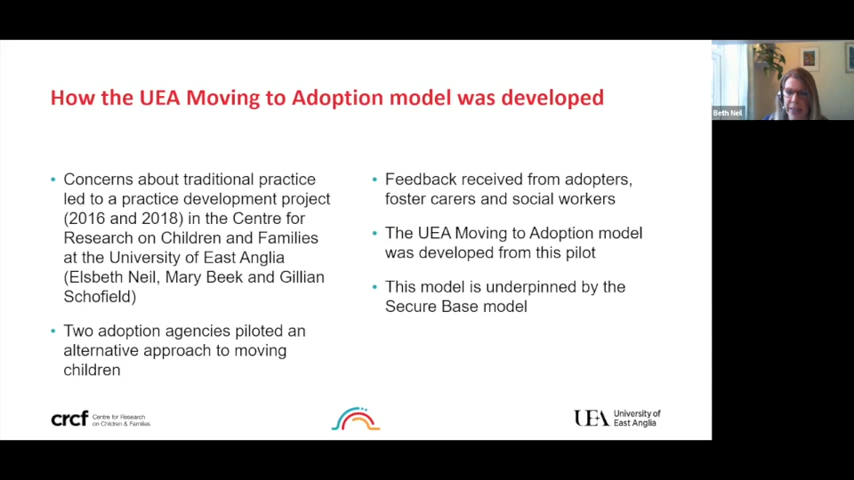 How the UEA Moving to Adoption model was developed
• Concerns about traditional practice
led to a practice development project
(2016 and 2018) in the Centre for
Research on Children and Families
at the University of East Anglia
(Elsbeth Neil, Mary Beek and Gillian
Schofield)
• Two adoption agencies piloted an
alternative approach to moving
children
• Feedback received from adopters,
foster carers and social workers
• The UEA Moving to Adoption model
was developed from this pilot
• This model is underpinned by the
Secure Base model
Beth Neil
crcf
Centre for Research
on Children & Families
UEA
University of
East Anglia